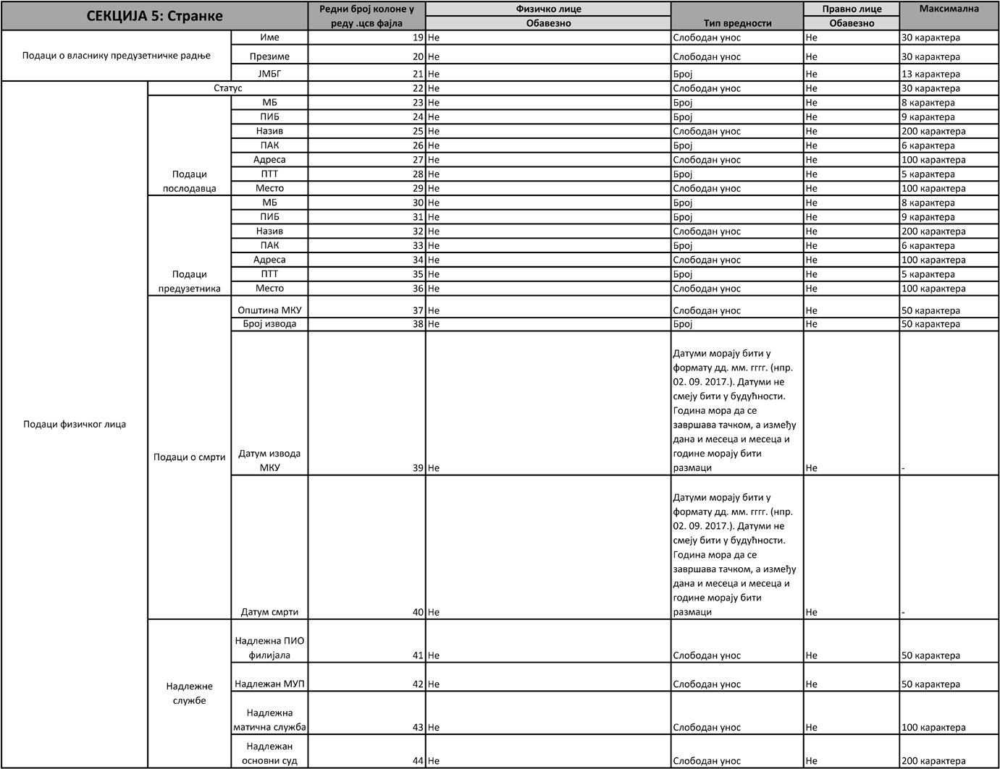 СЕКЦИЈА 5: Странке
Редни број колоне у
реду .цсв фајла
Физичко лице
Обавезно
Тип вредности
Правно лице
Обавезно
Максимална
Подаци о власнику предузетничке радње
Име 19 Не Слободан унос Не 30 карактера
Презиме 20 Не Слободан унос Не 30 карактера
ЈМБГ 21 Не Број Не 13 карактера
Подаци физичког лица
Статус 22 Не Слободан унос Не 30 карактера
Подаци
послодавца
МБ 23 Не Број Не 8 карактера
ПИБ 24 Не Број Не 9 карактера
Назив 25 Не Слободан унос Не 200 карактера
ПАК 26 Не Број Не 6 карактера
Адреса 27 Не Слободан унос Не 100 карактера
ПТТ 28 Не Број Не 5 карактера
Место 29 Не Слободан унос Не 100 карактера
Подаци
предузетника
МБ 30 Не Број Не 8 карактера
ПИБ 31 Не Број Не 9 карактера
Назив 32 Не Слободан унос Не 200 карактера
ПАК 33 Не Број Не 6 карактера
Адреса 34 Не Слободан унос Не 100 карактера
ПТТ 35 Не Број Не 5 карактера
Место 36 Не Слободан унос Не 100 карактера
Подаци о смрти
Општина МКУ 37 Не Слободан унос Не 50 карактера
Број извода 38 Не Број Не 50 карактера
Датум извода
МКУ 39 Не
Датуми морају бити у
формату дд. мм. гггг. (нпр.
02. 09. 2017.). Датуми не
смеју бити у будућности.
Година мора да се
завршава тачком, а између
дана и месеца и месеца и
године морају бити
размаци Не -
Датум смрти 40 Не
Датуми морају бити у
формату дд. мм. гггг. (нпр.
02. 09. 2017.). Датуми не
смеју бити у будућности.
Година мора да се
завршава тачком, а између
дана и месеца и месеца и
године морају бити
размаци Не -
Надлежне
службе
Надлежна ПИО
филијала 41 Не Слободан унос Не 50 карактера
Надлежан МУП 42 Не Слободан унос Не 50 карактера
Надлежна
матична служба 43 Не Слободан унос Не 100 карактера
Надлежан
основни суд 44 Не Слободан унос Не 200 карактера